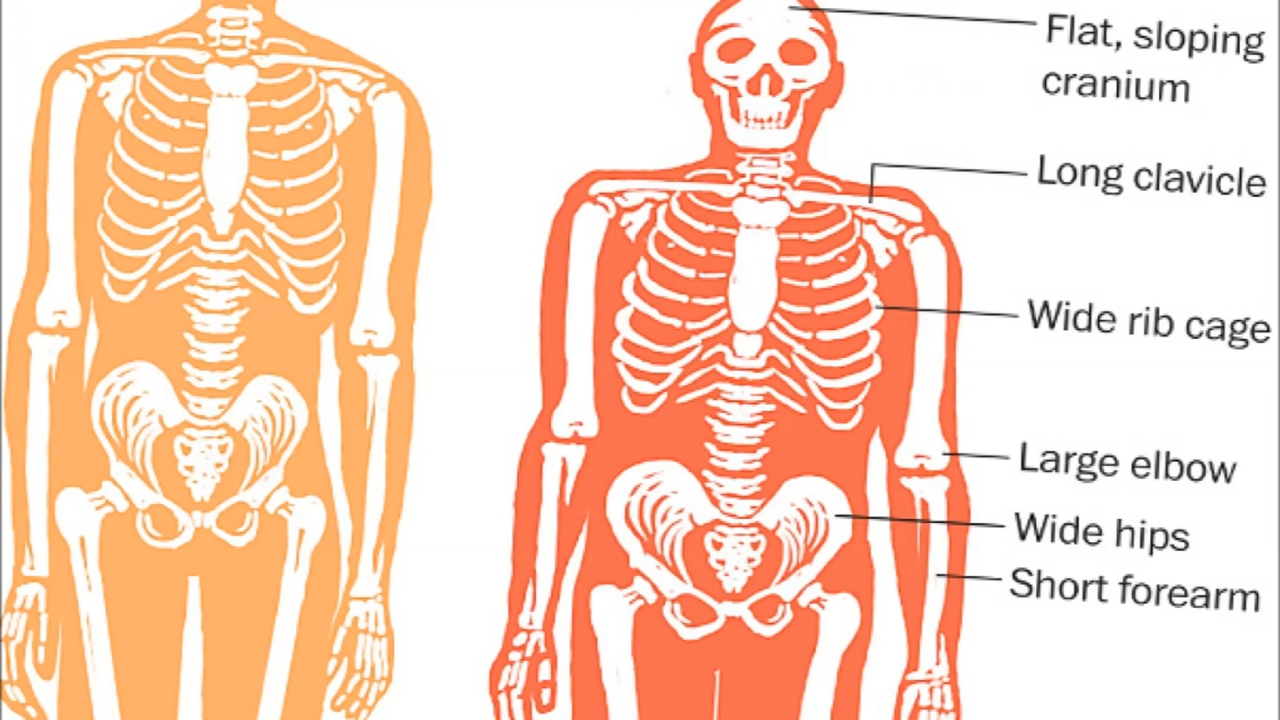 Flat, sloping
cranium
Long clavicle
Wide rib cage
Large elbow
Wide hips
Short forearm